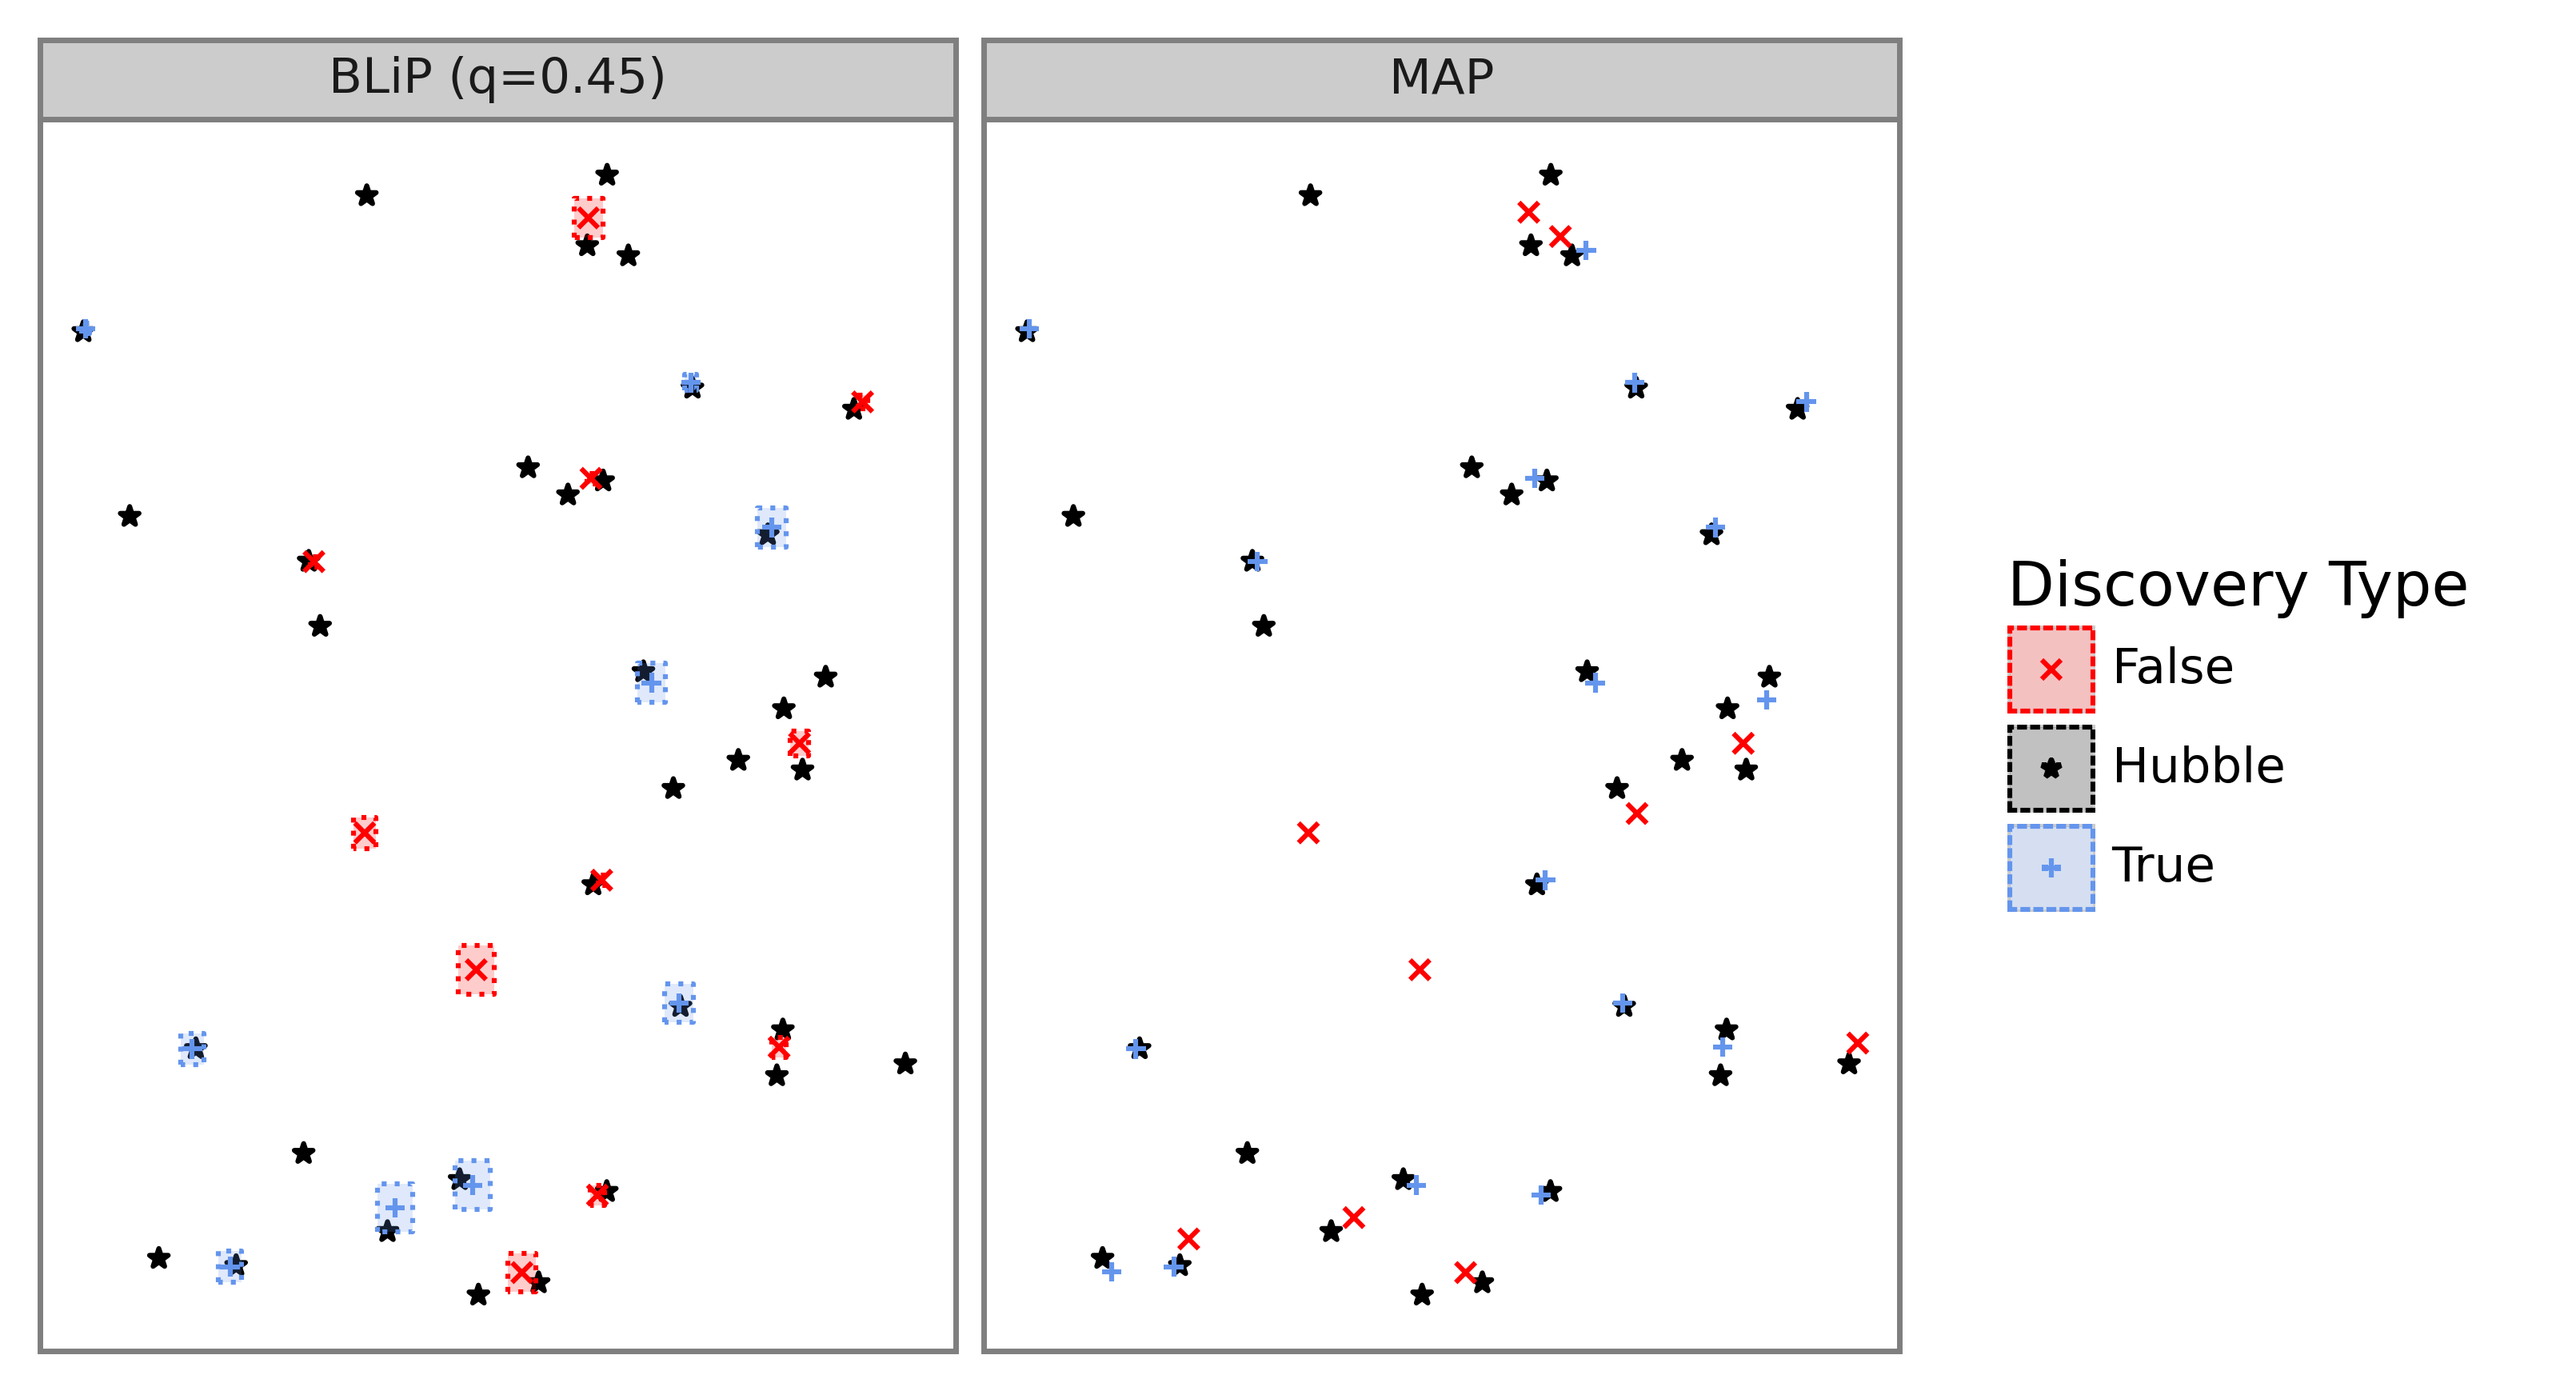 BLiP (q=0.45)
MAP
Discovery Type
False
Hubble
True